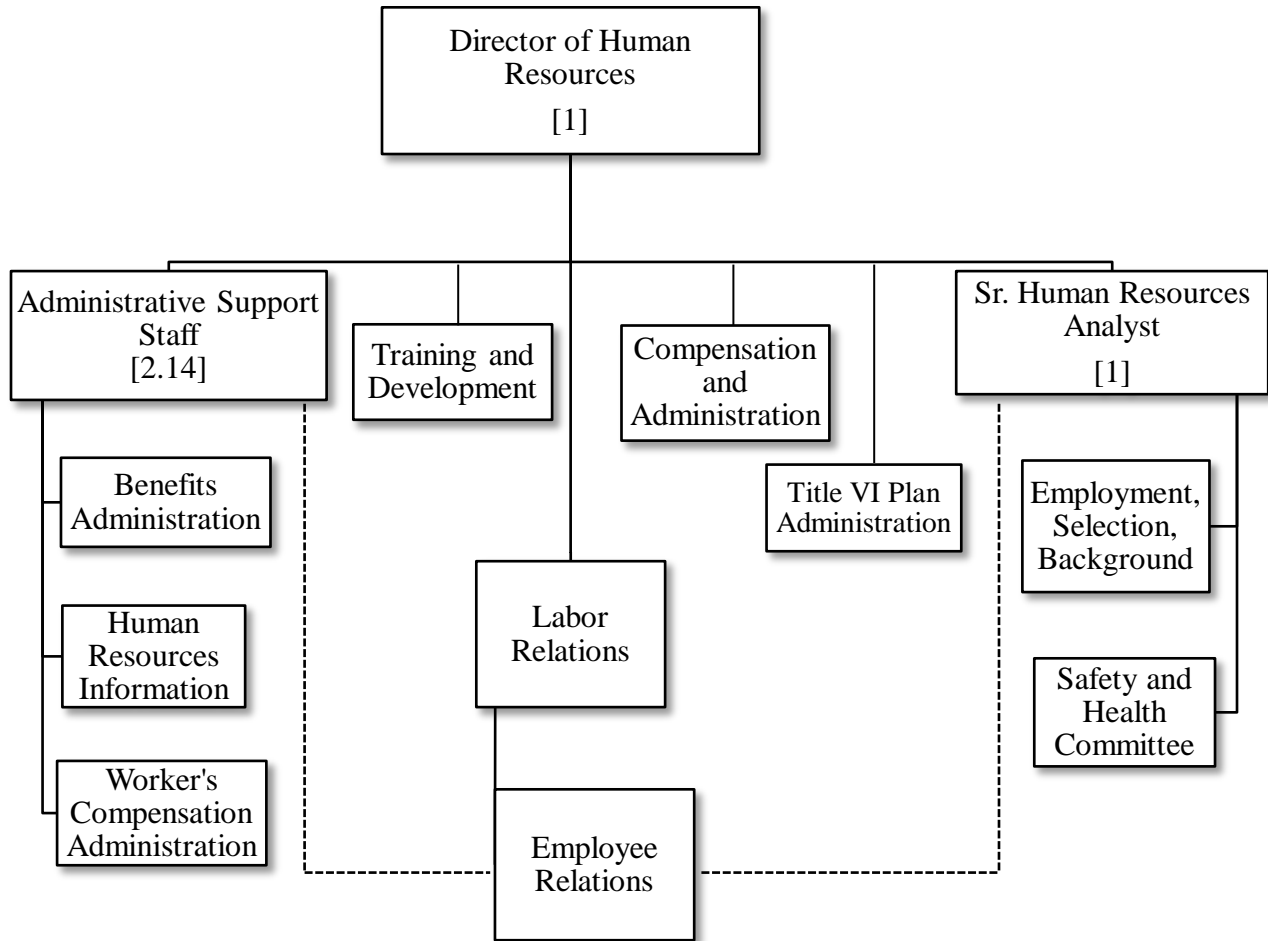 Director of Human
Resources
[1]
Administrative Support
Staff
[2.14]
Training and
Development
Compensation
and
Administration
Sr. Human Resources
Analyst
[1]
Benefits
Administration
Title VI Plan
Administration
Employment,
Selection,
Background
Labor
Relations
Human
Resources
Information
Safety and
Health
Committee
Worker's
Compensation
Administration
Employee
Relations